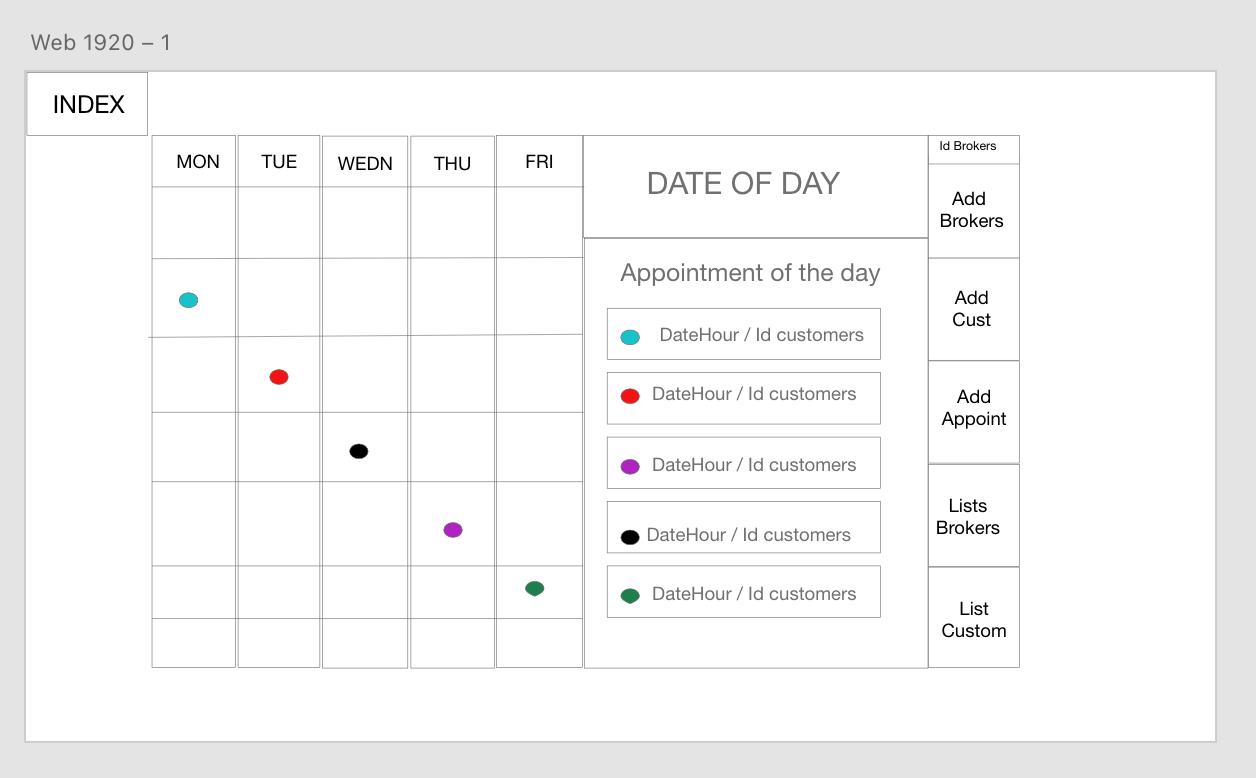 Web 1920 – 1
INDEX
MON
TUE
WEDN
THU
FRI
DATE OF DAY
Appointment of the day
DateHour / Id customers
DateHour / Id customers
DateHour / Id customers
DateHour / Id customers
DateHour / Id customers
Id Brokers
Add
Brokers
Add
Cust
Add
Appoint
Lists
Brokers
List
Custom